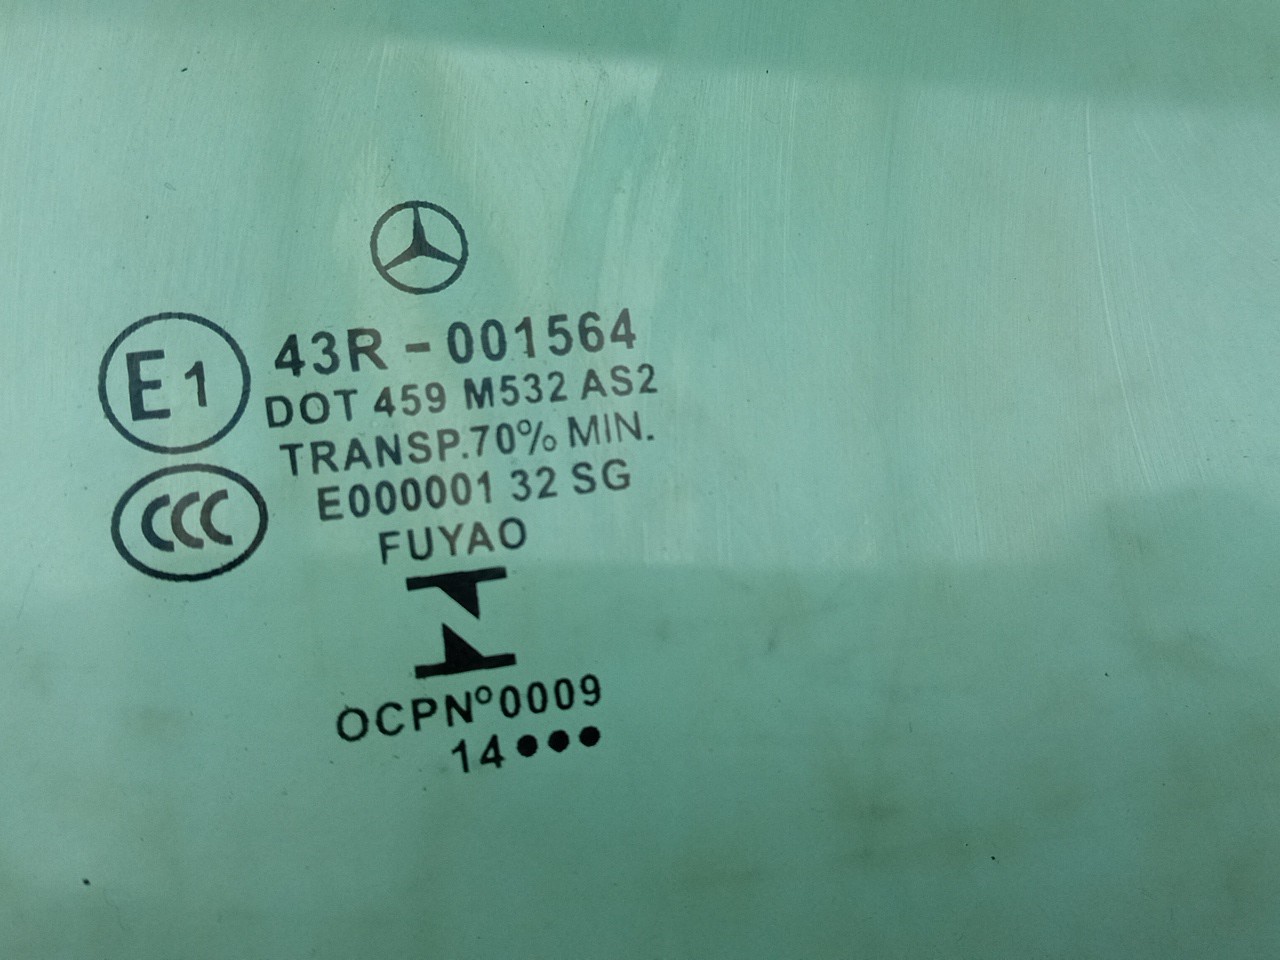 E1
43R - 001564
DOT 459 M532 AS2
TRANSP.70% MIN.
E000001 32 SG
CCC
FUYAO
OCPN°0009
14●●●